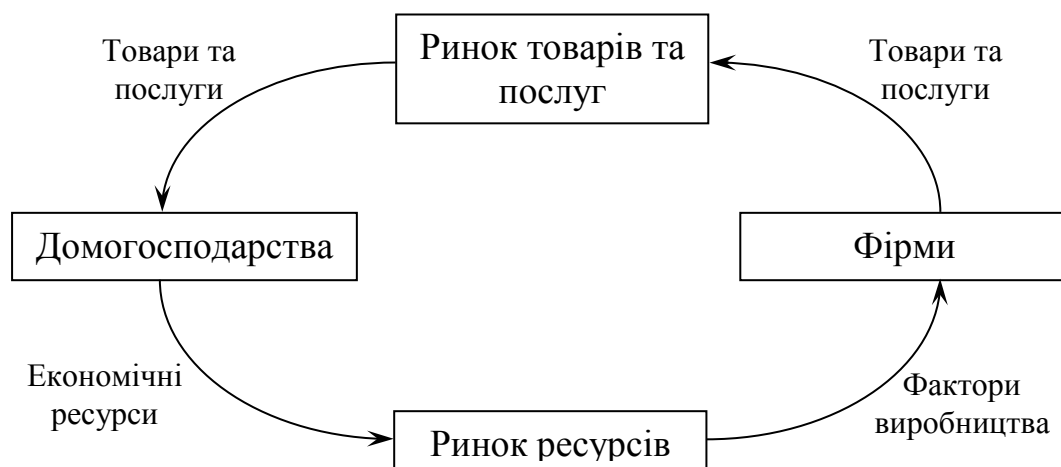 Товари та
послуги
Ринок товарів та
послуг
Товари та
послуги
Домогосподарства
Фірми
Економічні
ресурси
Ринок ресурсів
Фактори
виробництва